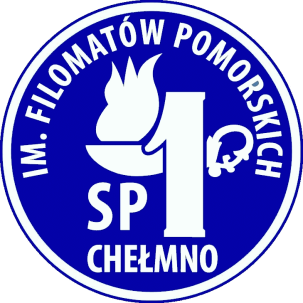 IM. FILOMATÓW POMORSKICH
SP 1
CHEŁMNO